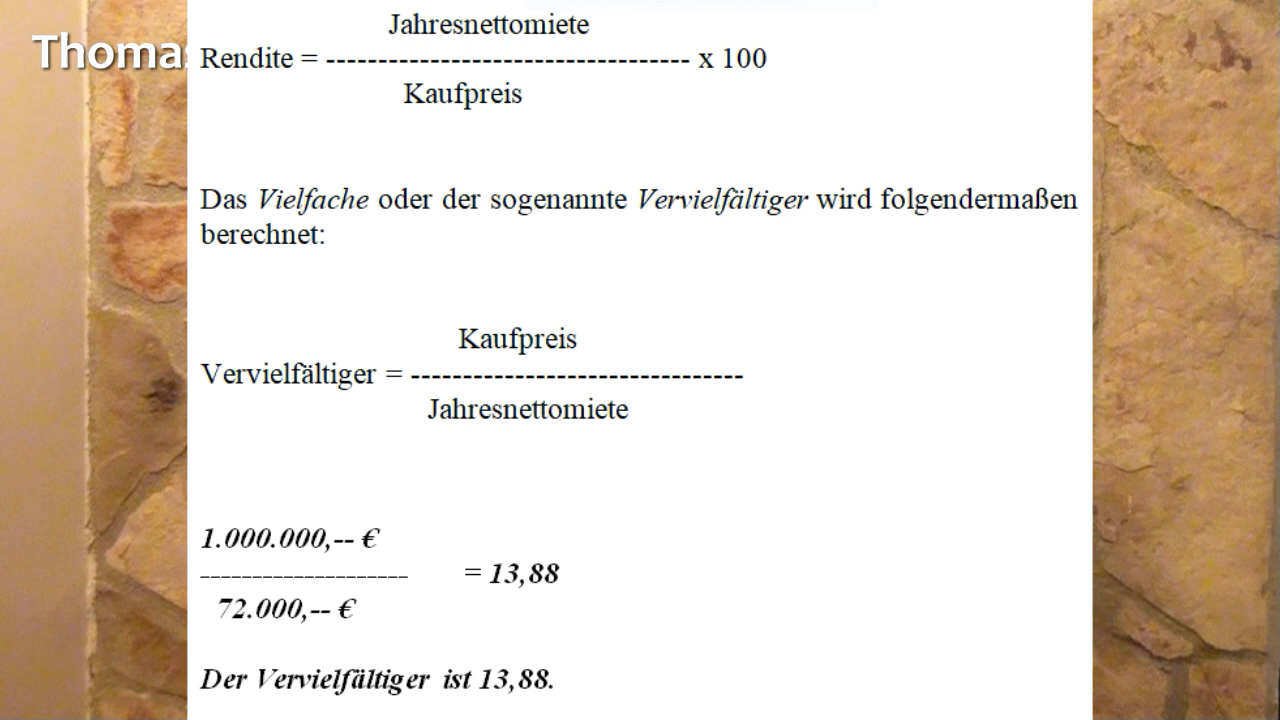 Thomas
Jahresnettomiete
Rendite = ----------------------------------- x 100
Kaufpreis
Das Vielfache oder der sogenannte Vervielfältiger wird folgendermaßen
berechnet:
Kaufpreis
Vervielfältiger = --------------------------------
Jahresnettomiete
1.000.000,-- €
-------------------- = 13,88
72.000,-- €
Der Vervielfältiger ist 13,88.